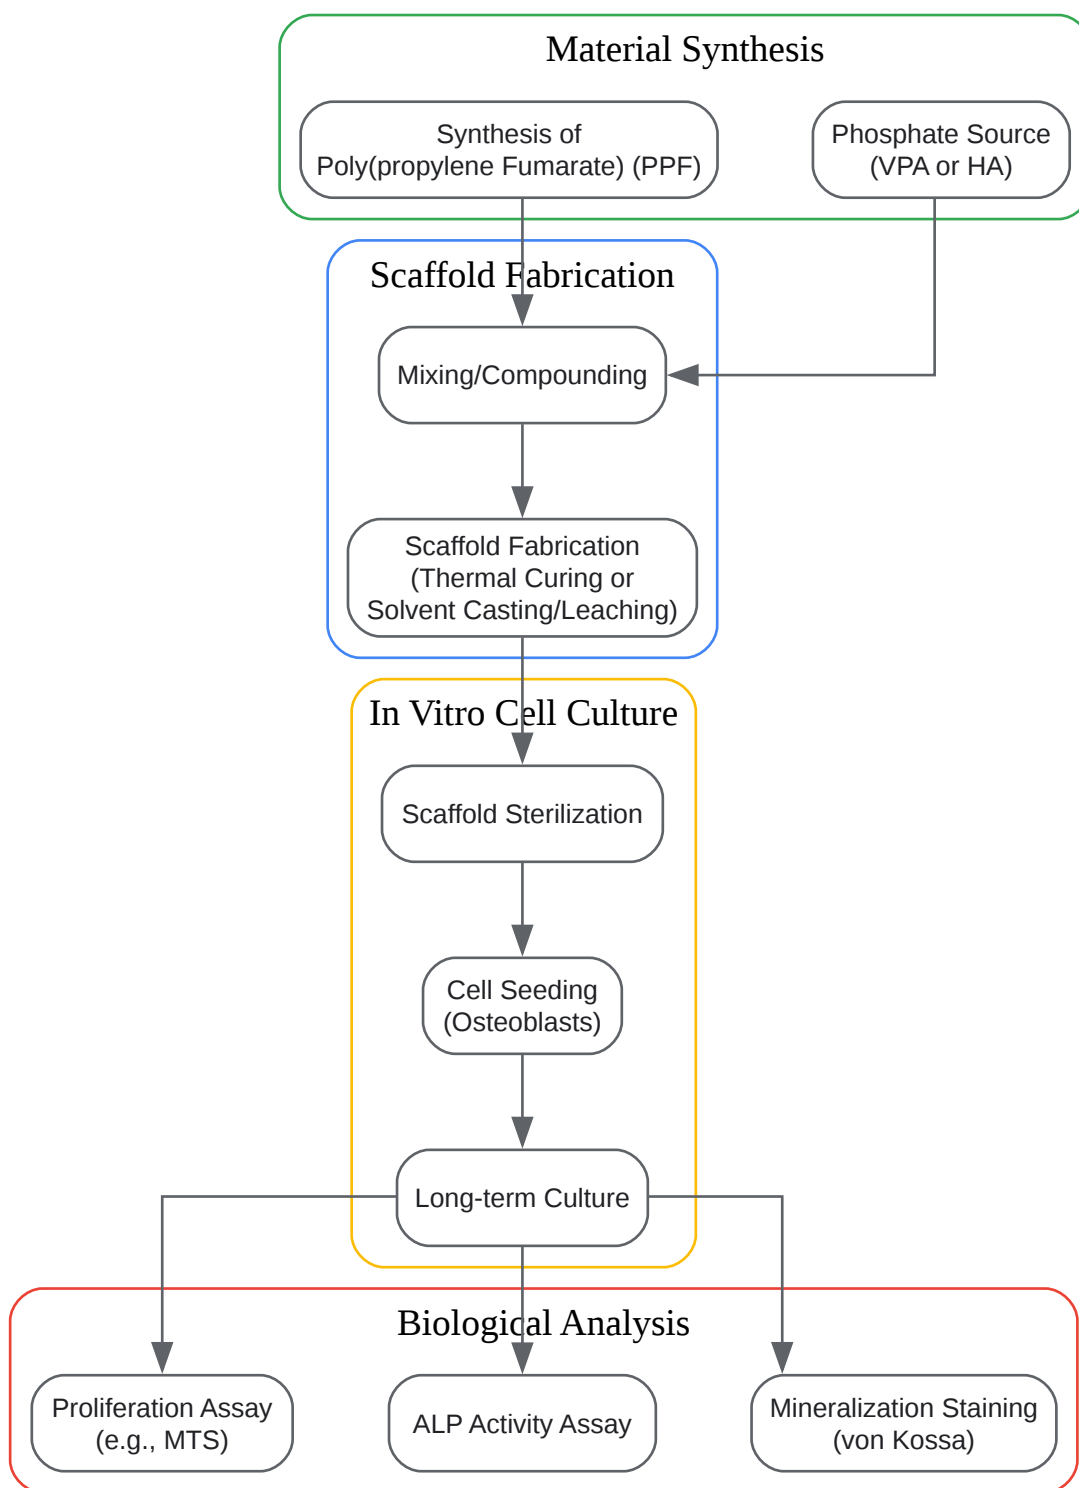 Material Synthesis
Synthesis of
Poly(propylene Fumarate) (PPF)
Phosphate Source
(VPA or HA)
Scaffold Fabrication
Mixing/Compounding
Scaffold Fabrication
(Thermal Curing or
Solvent Casting/Leaching)
In Vitro Cell Culture
Scaffold Sterilization
Cell Seeding
(Osteoblasts)
Long-term Culture
Biological Analysis
Proliferation Assay
(e.g., MTS)
ALP Activity Assay
Mineralization Staining
(von Kossa)